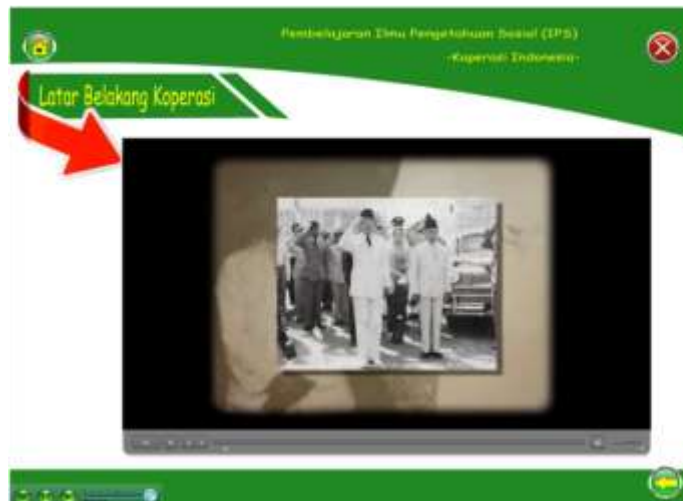 Pembelajaran Ilmu Pengetahuan Sosial (IPS)
-Koperasi Indonesia-
Latar Belakang Koperasi